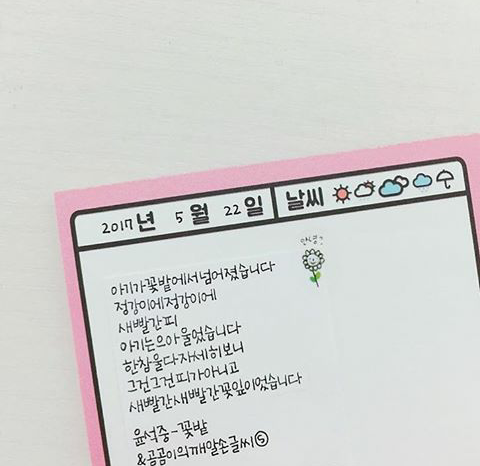 2017년 5월 22일 날씨
안녕?
아기가꽃밭에서넘어졌습니다
정강이에정강이에
새빨간피
아기는으아울었습니다
한참울다자세히보니
그건그건피가아니고
새빨간새빨간꽃잎이었습니다
윤석중-꽃밭
&곰곰이의깨알손글씨⑤